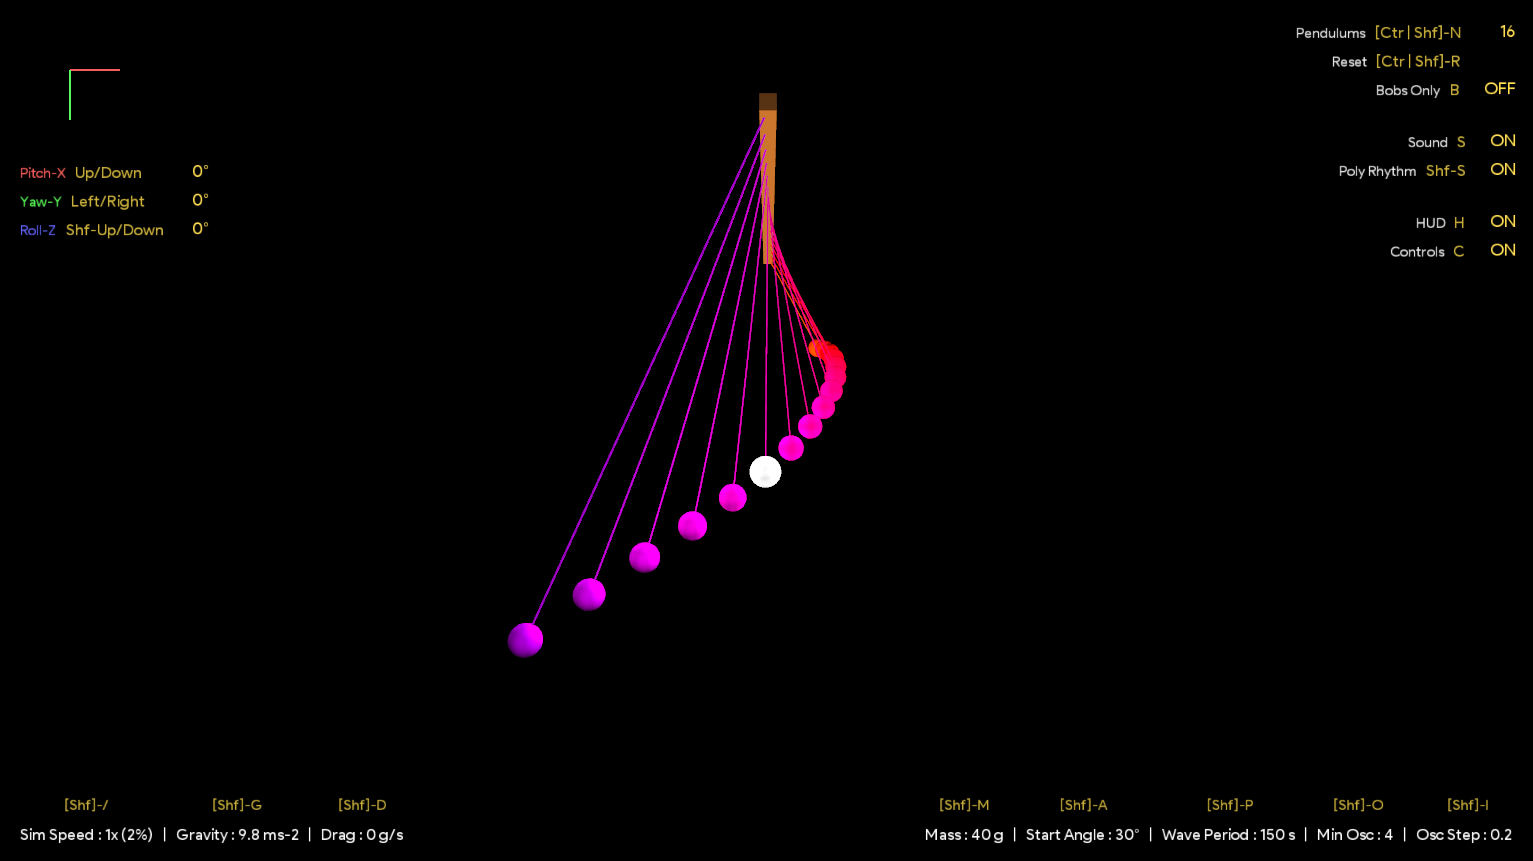 Pendulums [Ctr | Shf]-N 16
Reset [Ctr | Shf]-R
Bobs Only B OFF
Sound S ON
Poly Rhythm Shf-S ON
HUD H ON
Controls C ON
Pitch-X Up/Down 0°
Yaw-Y Left/Right 0°
Roll-Z Shf-Up/Down 0°
[Shf]-/ [Shf]-G [Shf]-D [Shf]-M [Shf]-A [Shf]-P [Shf]-O [Shf]-I
Sim Speed : 1x (2%) | Gravity : 9.8 ms-2 | Drag : 0 g/s Mass : 40 g | Start Angle : 30° | Wave Period : 150 s | Min Osc : 4 | Osc Step : 0.2